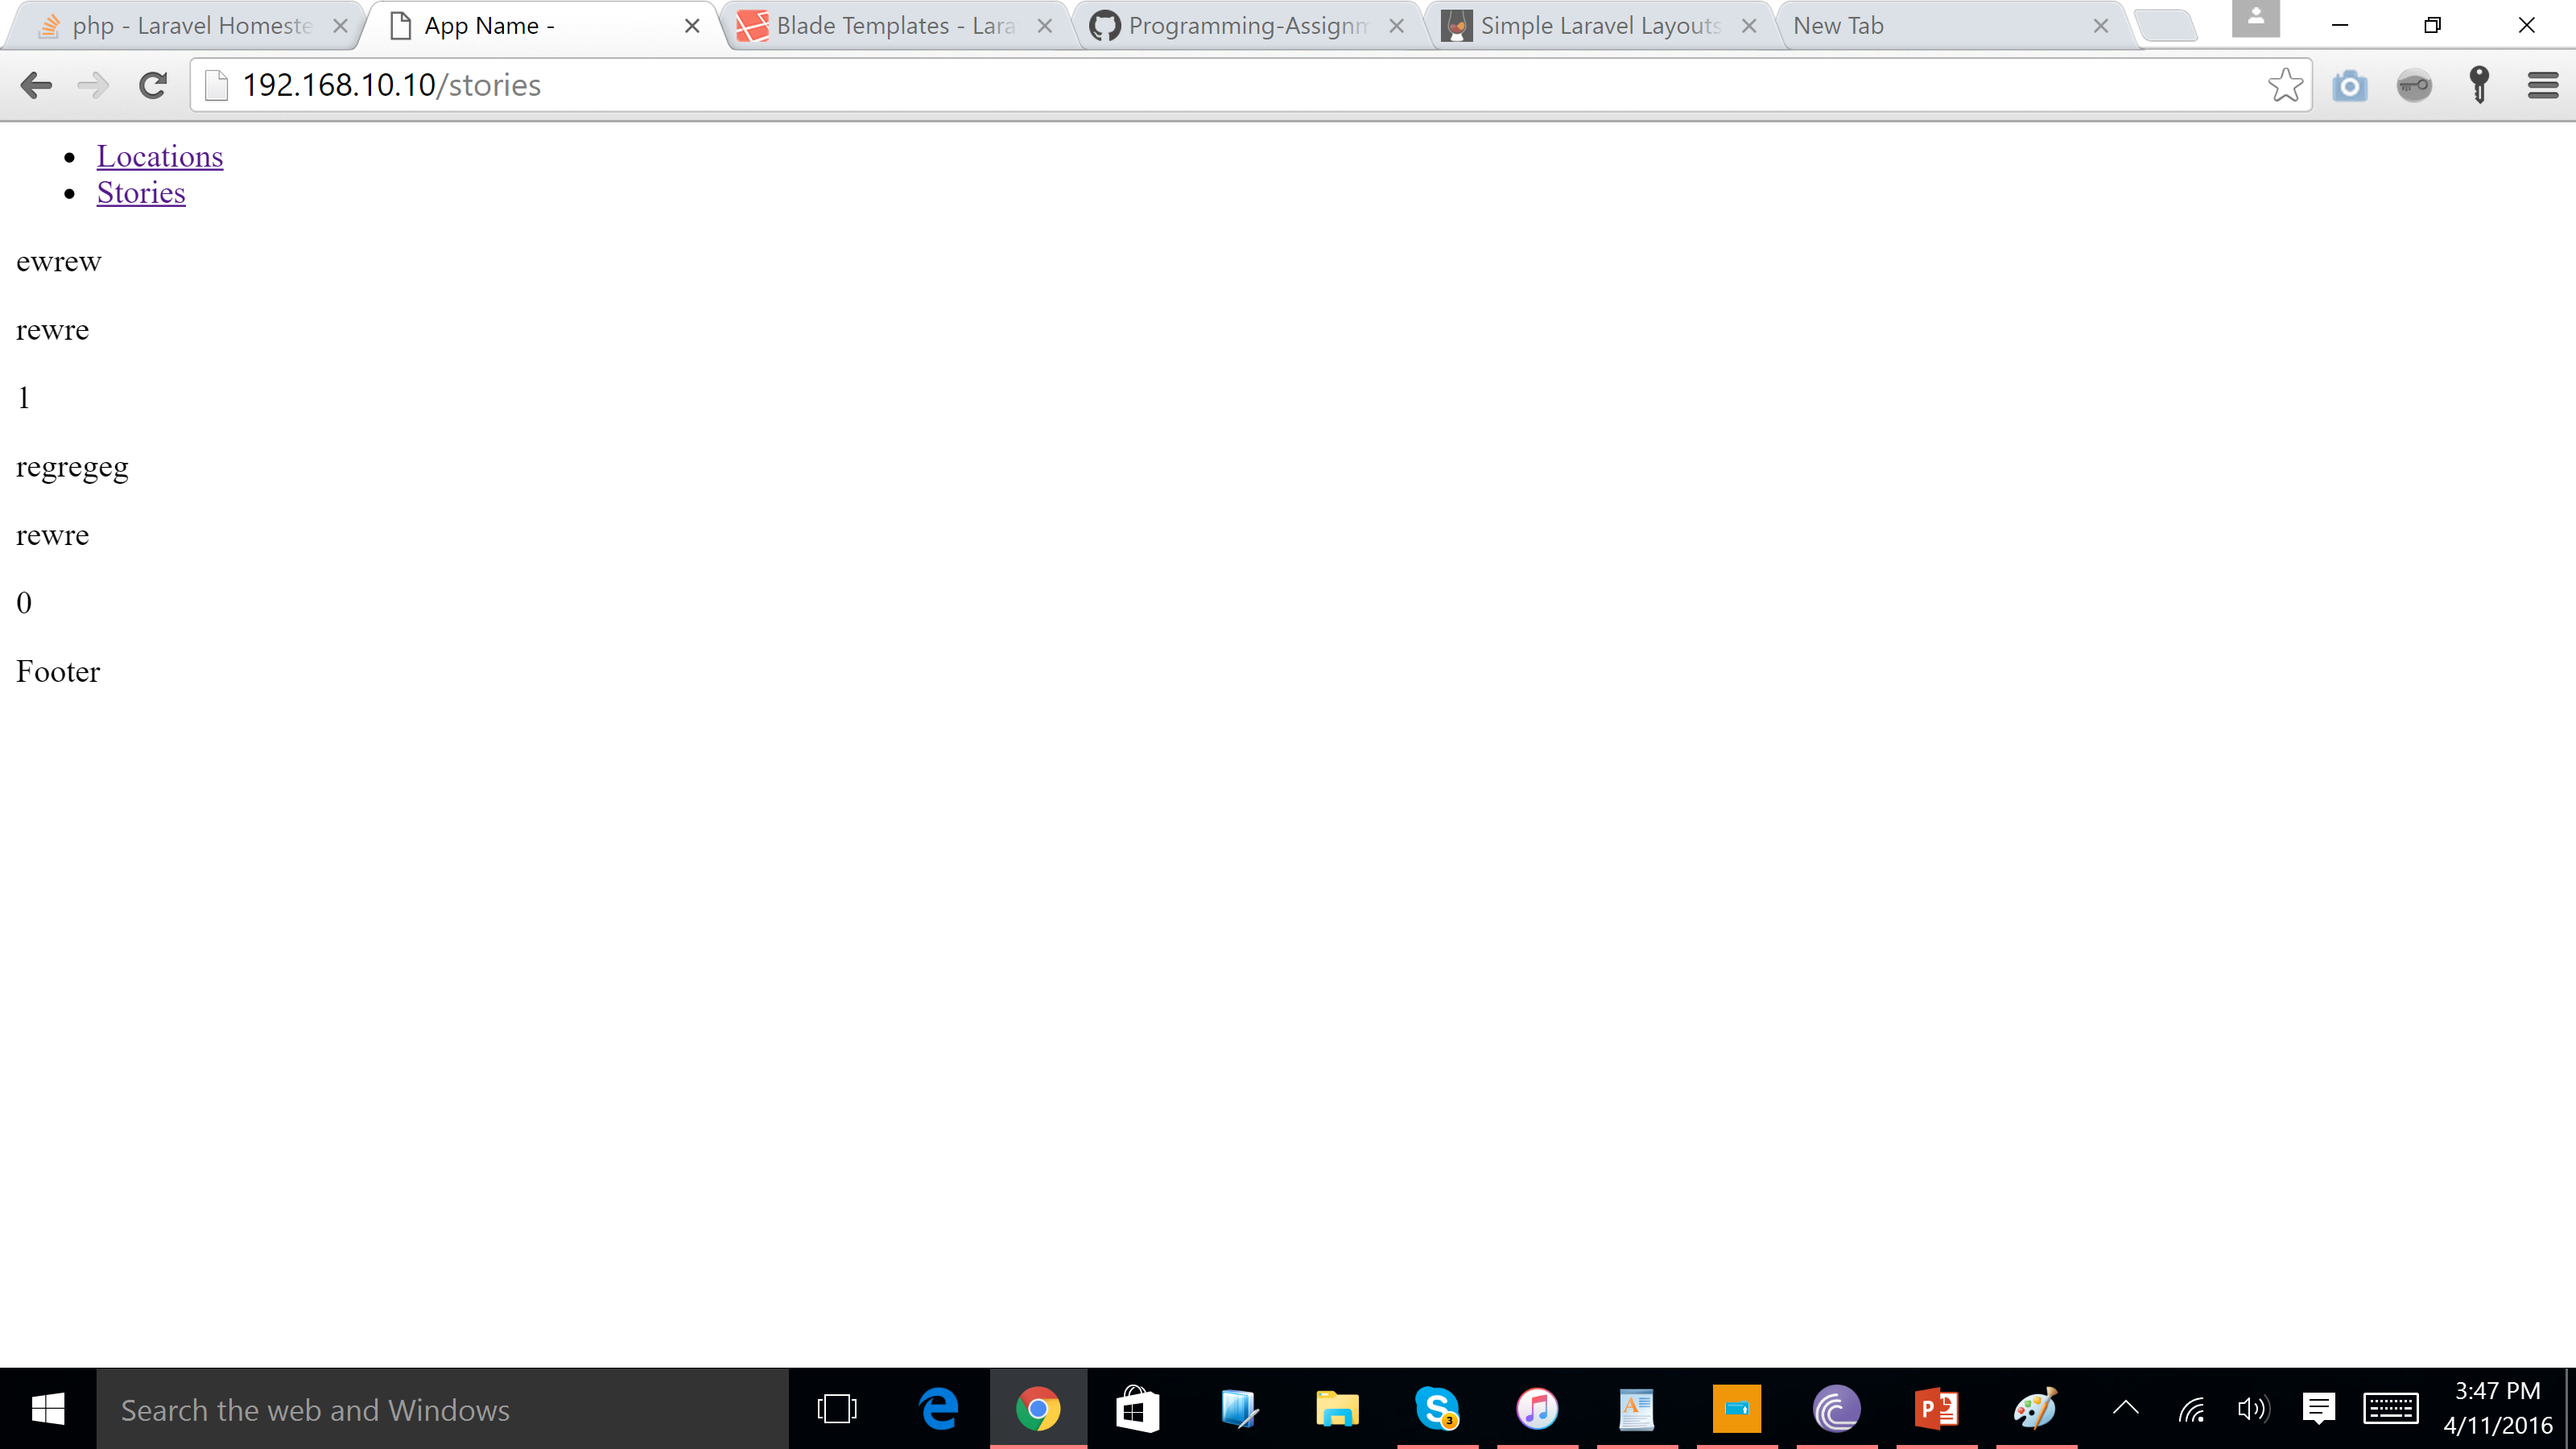 php - Laravel Homeste
App Name -
Blade Templates - Lara
Programming-Assignm
Simple Laravel Layouts
New Tab
192.168.10.10/stories
Locations
Stories
ewrew
rewre
1
regregeg
rewre
0
Footer
Search the web and Windows
3
3:47 PM
4/11/2016